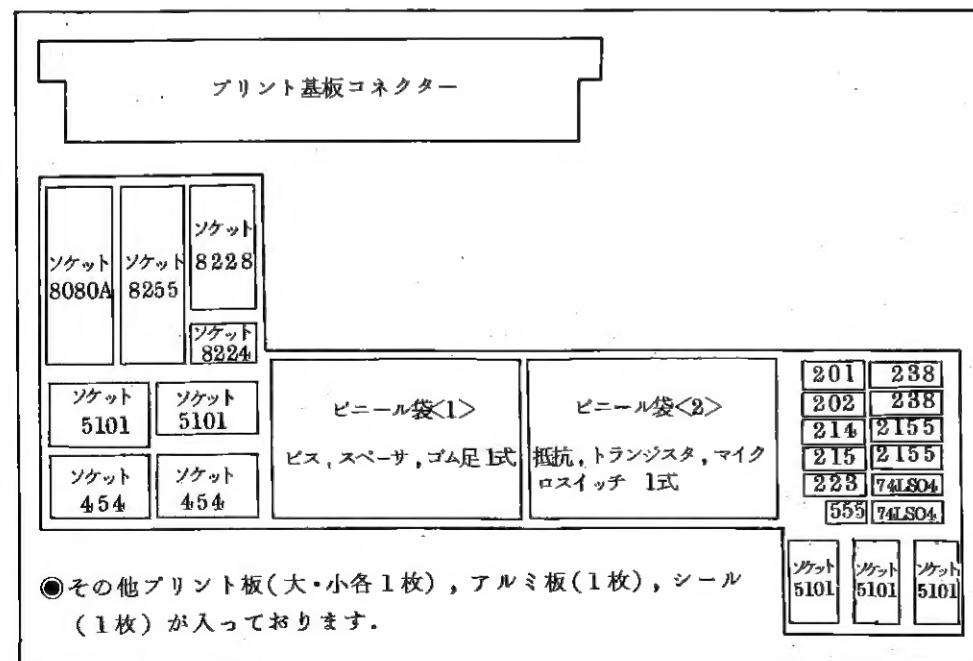 プリント基板コネクター
ソケット
8080A
ソケット
8255
ソケット
8228
ソケット
8224
ソケット
5101
ソケット
5101
ソケット
454
ソケット
454
ビニール袋<1>
ビス,スペーサ,ゴム足1式
ビニール袋<2>
抵抗,トランジスタ,マイク
ロスイッチ 1式
201 238
202 238
214 2155
215 2155
223 74LS04
555 74LS04
ソケット
5101
ソケット
5101
ソケット
5101
◉その他プリント板(大・小各1枚),アルミ板(1枚),シール
(1枚)が入っております.